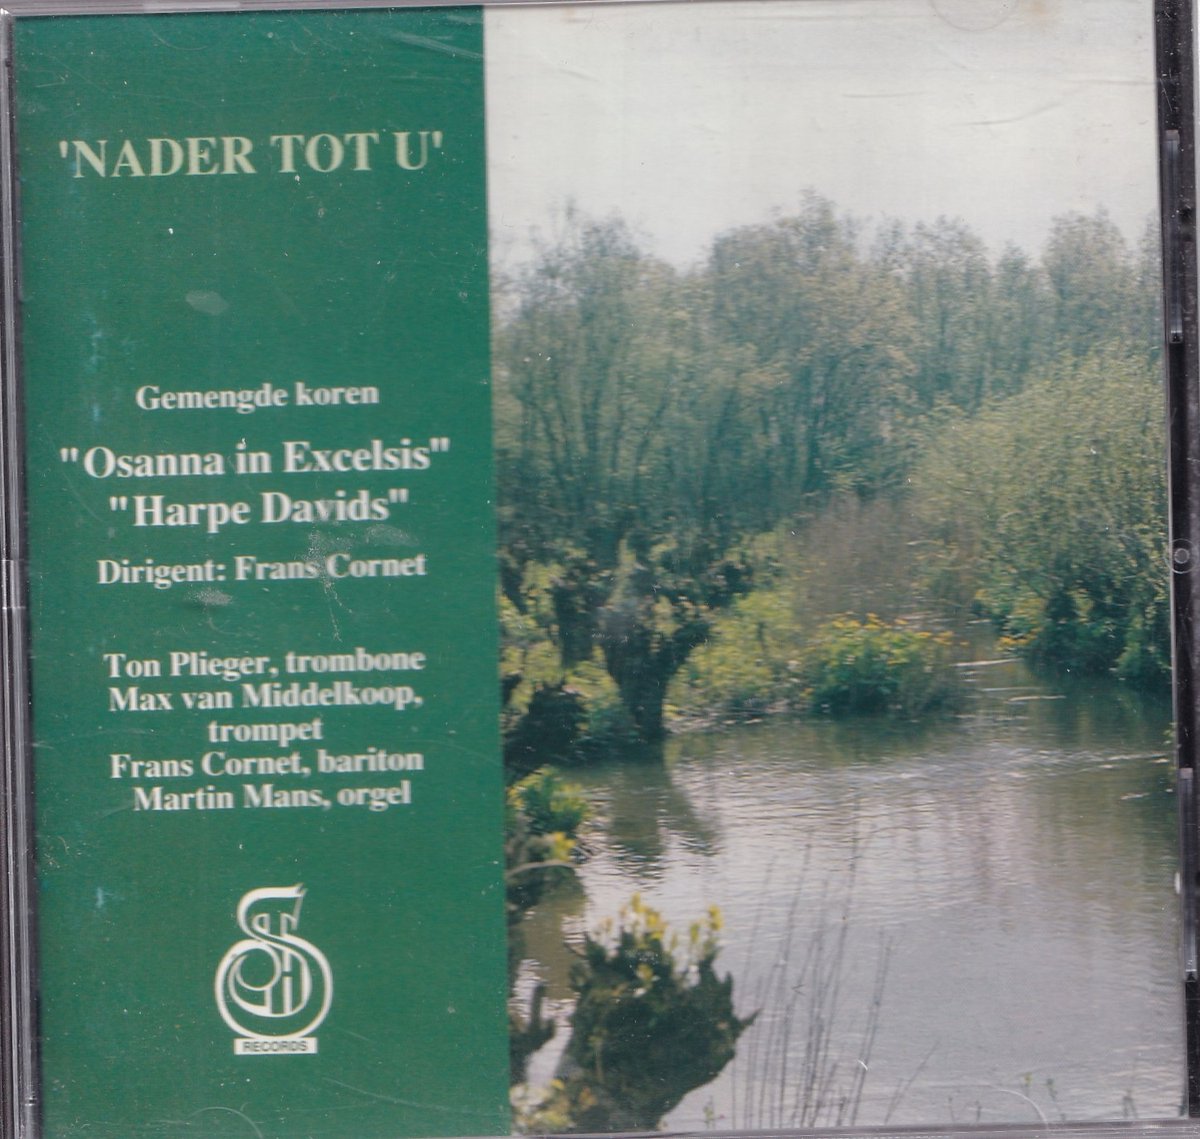 'NADER TOT U'
Gemengde koren
"Osanna in Excelsis"
"Harpe Davids"
Dirigent: Frans Cornet
Ton Plieger, trombone
Max van Middelkoop,
trompet
Frans Cornet, bariton
Martin Mans, orgel
RECORDS